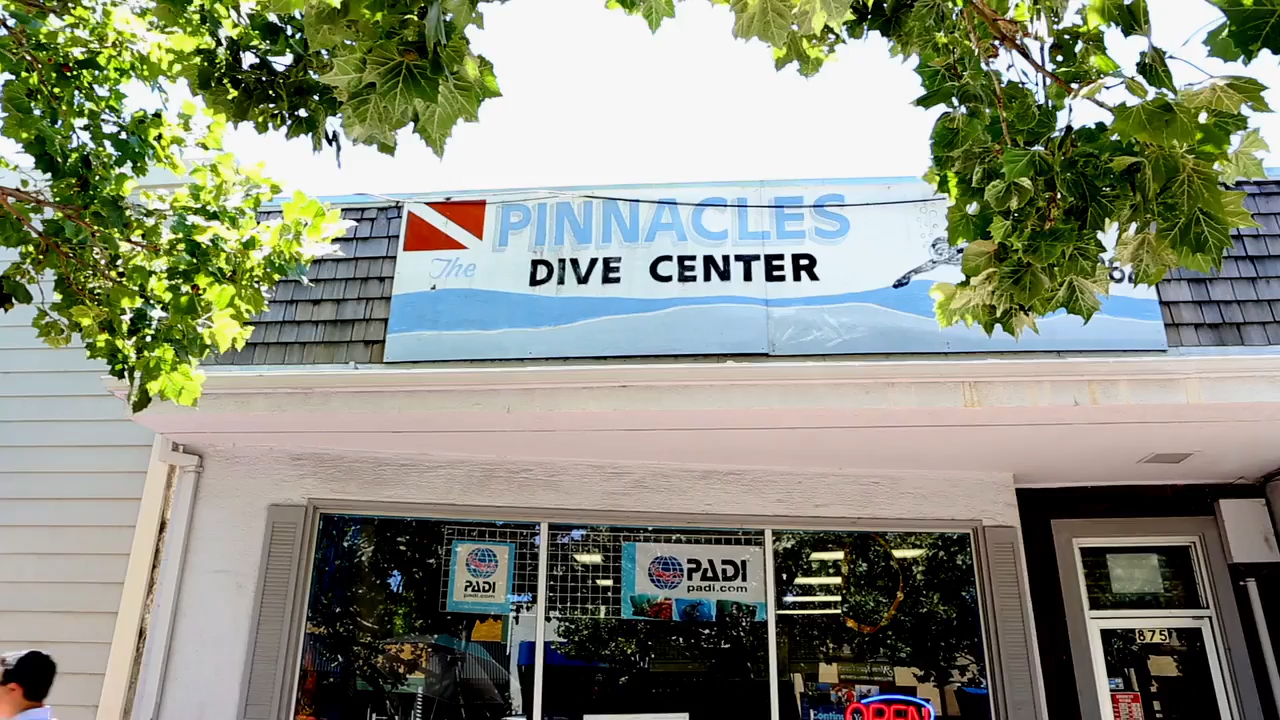 PINNACLES
The
DIVE CENTER
PADI
padi.com
PADI
padi.com
875
OPEN